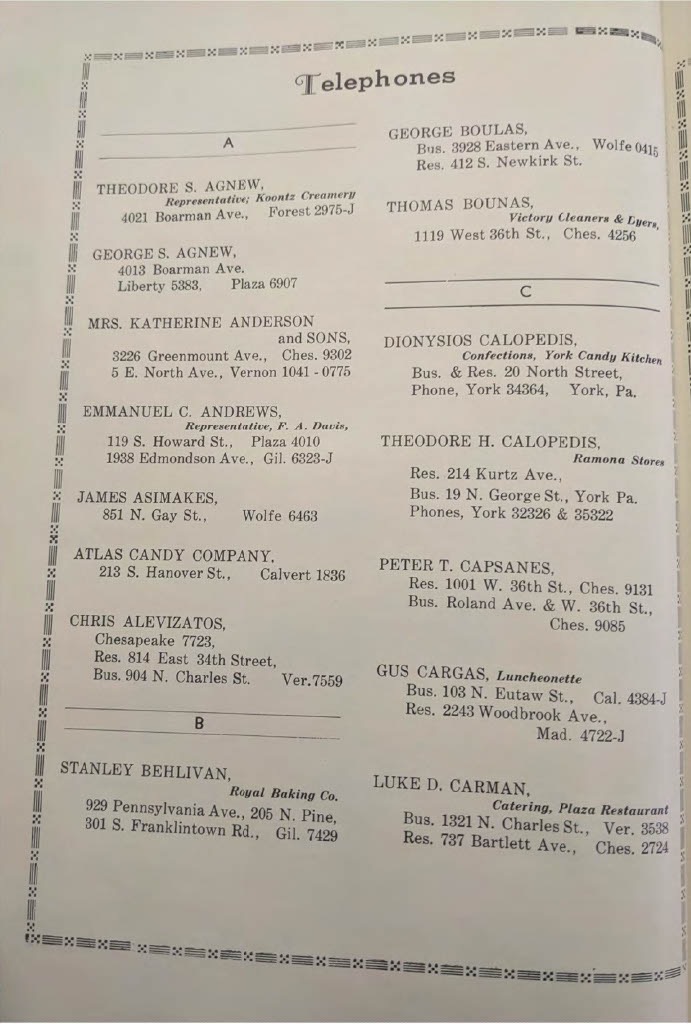 Telephones
A
THEODORE S. AGNEW,
Representative; Koontz Creamery
4021 Boarman Ave., Forest 2975-J
GEORGE S. AGNEW,
4013 Boarman Ave.
Liberty 5383, Plaza 6907
MRS. KATHERINE ANDERSON
and SONS,
3226 Greenmount Ave., Ches. 9302
5 E. North Ave., Vernon 1041 - 0775
EMMANUEL C. ANDREWS,
Representative, F. A. Davis,
119 S. Howard St., Plaza 4010
1938 Edmondson Ave., Gil. 6323-J
JAMES ASIMAKES,
851 N. Gay St., Wolfe 6463
ATLAS CANDY COMPANY,
213 S. Hanover St., Calvert 1836
CHRIS ALEVIZATOS,
Chesapeake 7723,
Res. 814 East 34th Street,
Bus. 904 N. Charles St. Ver.7559
B
STANLEY BEHLIVAN,
Royal Baking Co.
929 Pennsylvania Ave., 205 N. Pine,
301 S. Franklintown Rd., Gil. 7429
GEORGE BOULAS,
Bus. 3928 Eastern Ave., Wolfe 0415
Res. 412 S. Newkirk St.
THOMAS BOUNAS,
Victory Cleaners & Dyers,
1119 West 36th St., Ches. 4256
C
DIONYSIOS CALOPEDIS,
Confections, York Candy Kitchen
Bus. & Res. 20 North Street,
Phone, York 34364, York, Pa.
THEODORE H. CALOPEDIS,
Ramona Stores
Res. 214 Kurtz Ave.,
Bus. 19 N. George St., York Pa.
Phones, York 32326 & 35322
PETER T. CAPSANES,
Res. 1001 W. 36th St., Ches. 9131
Bus. Roland Ave. & W. 36th St.,
Ches. 9085
GUS CARGAS, Luncheonette
Bus. 103 N. Eutaw St., Cal. 4384-J
Res. 2243 Woodbrook Ave.,
Mad. 4722-J
LUKE D. CARMAN,
Catering, Plaza Restaurant
Bus. 1321 N. Charles St., Ver. 3538
Res. 737 Bartlett Ave., Ches. 2724